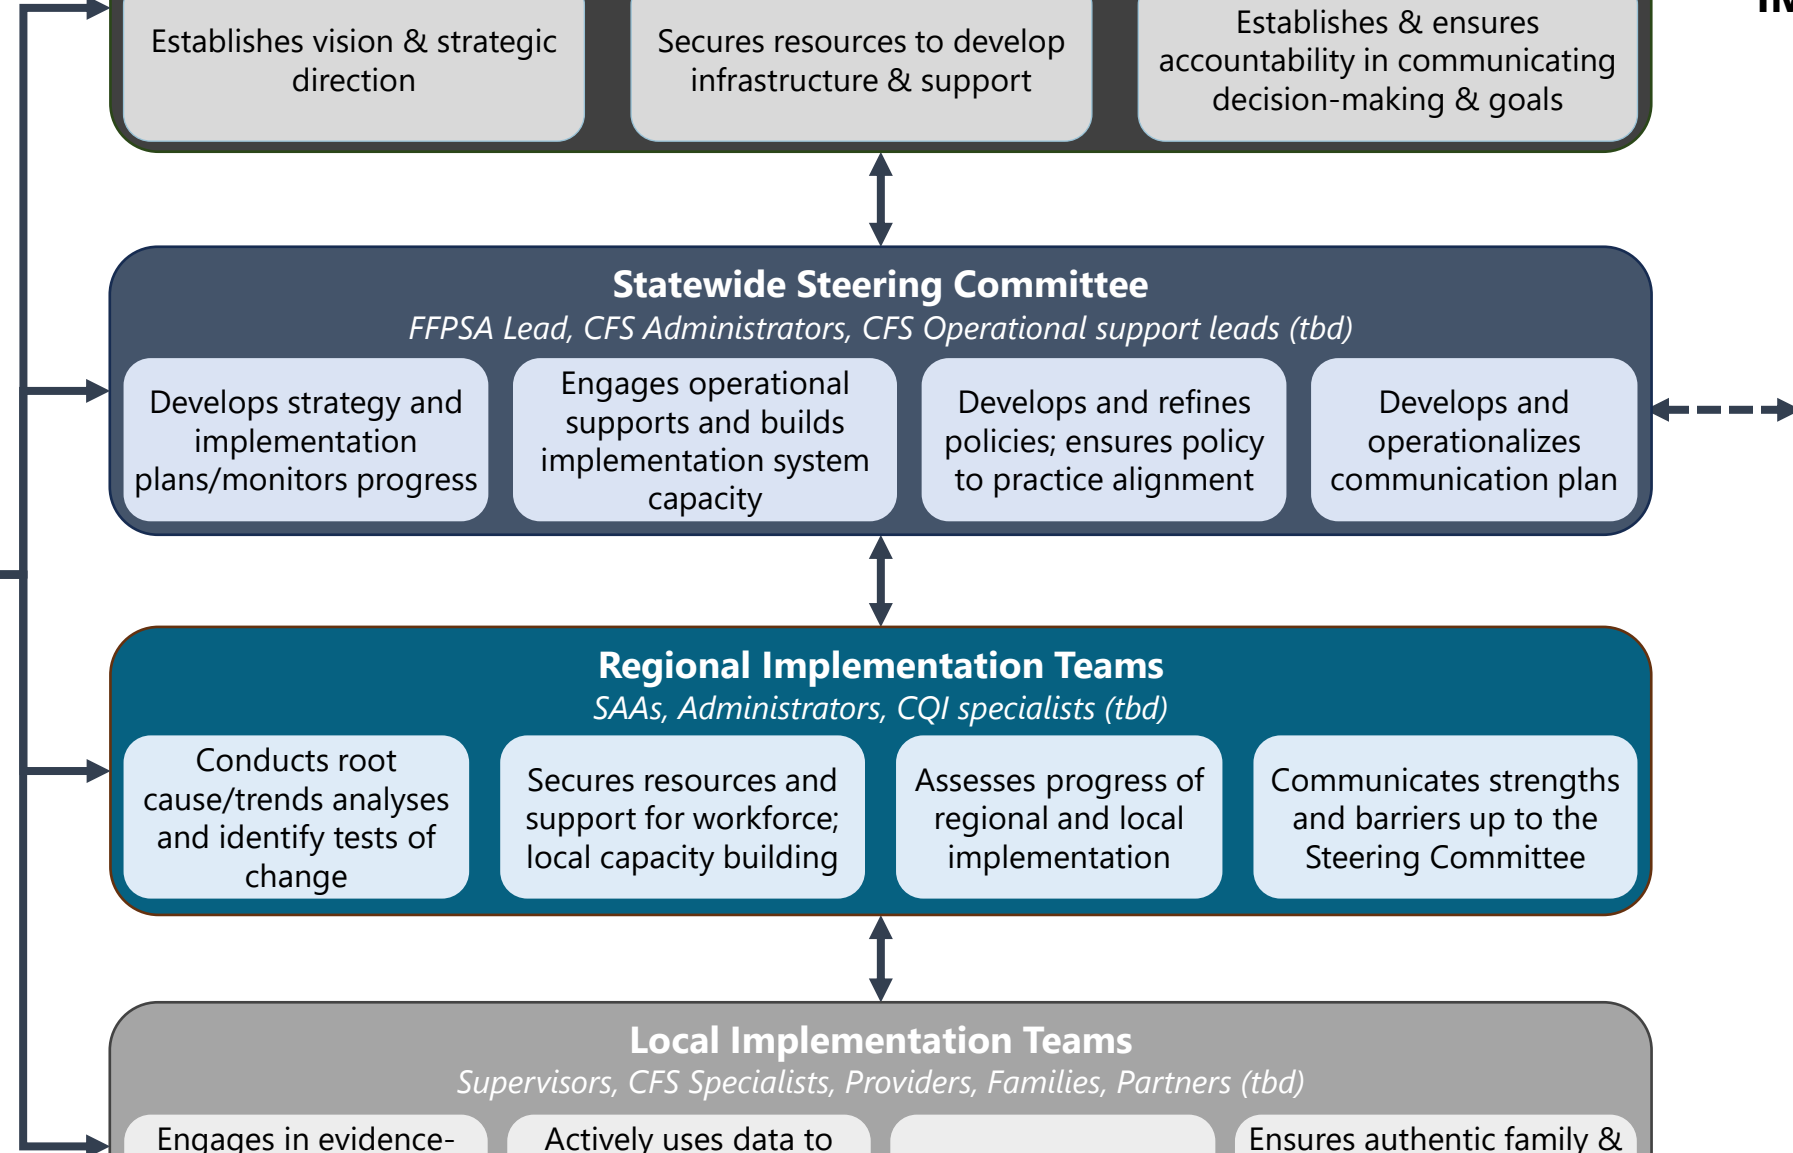 Establishes vision & strategic
direction
Secures resources to develop
infrastructure & support
Establishes & ensures
accountability in communicating
decision-making & goals
Statewide Steering Committee
FFPSA Lead, CFS Administrators, CFS Operational support leads (tbd)
Develops strategy and
implementation
plans/monitors progress
Engages operational
supports and builds
implementation system
capacity
Develops and refines
policies; ensures policy
to practice alignment
Develops and
operationalizes
communication plan
Regional Implementation Teams
SAAs, Administrators, CQI specialists (tbd)
Conducts root
cause/trends analyses
and identify tests of
change
Secures resources and
support for workforce;
local capacity building
Assesses progress of
regional and local
implementation
Communicates strengths
and barriers up to the
Steering Committee
Local Implementation Teams
Supervisors, CFS Specialists, Providers, Families, Partners (tbd)
Engages in evidence-
Actively uses data to
Ensures authentic family &